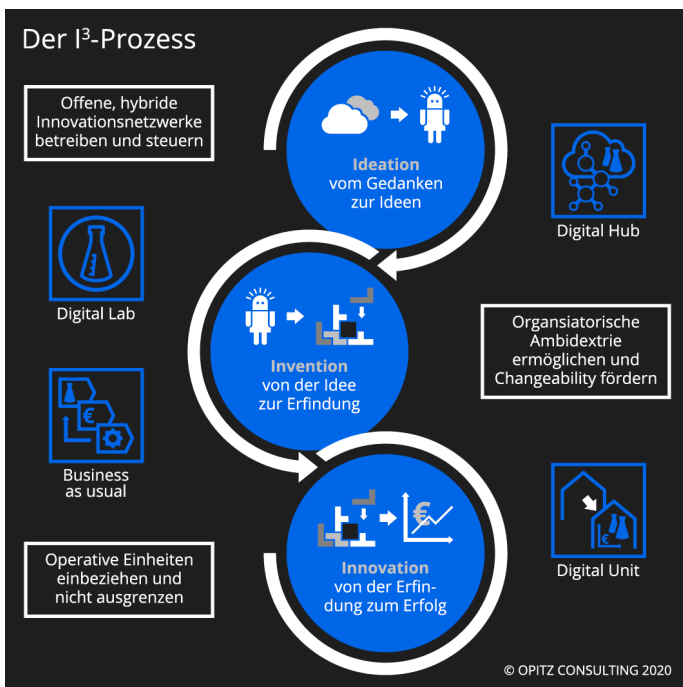 Der I³-Prozess
Offene, hybride
Innovationsnetzwerke
betreiben und steuern
Ideation
vom Gedanken
zur Ideen
Digital Hub
Digital Lab
Invention
von der Idee
zur Erfindung
Organsiatorische
Ambidextrie
ermöglichen und
Changeability fördern
€
Business
as usual
€
Innovation
von der Erfin-
dung zum Erfolg
€
Digital Unit
Operative Einheiten
einbeziehen und
nicht ausgrenzen
© OPITZ CONSULTING 2020